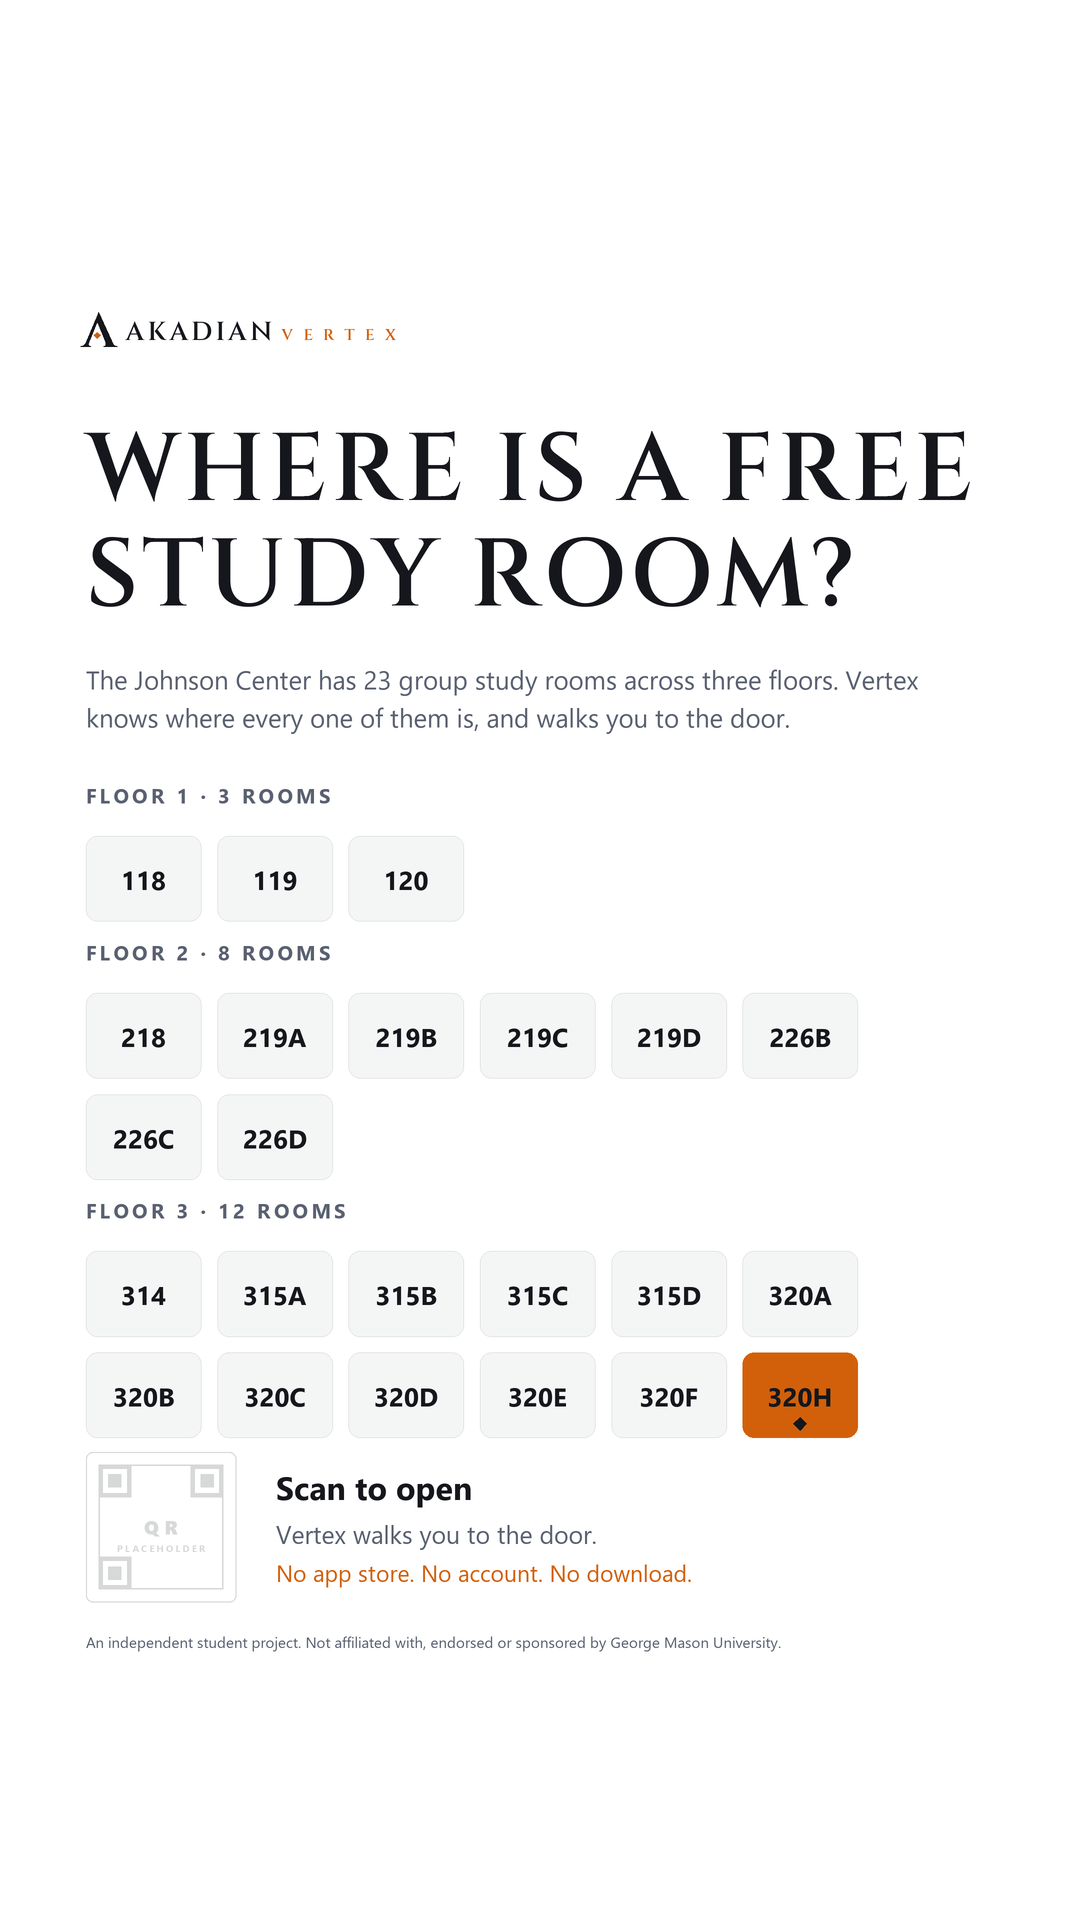 AKADIAN VERTEX
WHERE IS A FREE
STUDY ROOM?
The Johnson Center has 23 group study rooms across three floors. Vertex
knows where every one of them is, and walks you to the door.
FLOOR 1 · 3 ROOMS
118 119 120
FLOOR 2 · 8 ROOMS
218 219A 219B 219C 219D 226B
226C 226D
FLOOR 3 · 12 ROOMS
314 315A 315B 315C 315D 320A
320B 320C 320D 320E 320F 320H
QR
PLACEHOLDER
Scan to open
Vertex walks you to the door.
No app store. No account. No download.
An independent student project. Not affiliated with, endorsed or sponsored by George Mason University.